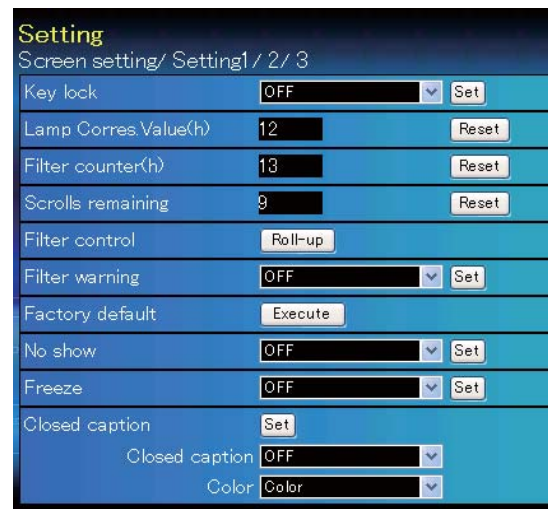 Setting
Screen setting/ Setting1/ 2/ 3
Key lock OFF Set
Lamp Corres.Value(h) 12 Reset
Filter counter(h) 13 Reset
Scrolls remaining 9 Reset
Filter control Roll-up
Filter warning OFF Set
Factory default Execute
No show OFF Set
Freeze OFF Set
Closed caption Set
Closed caption OFF
Color Color